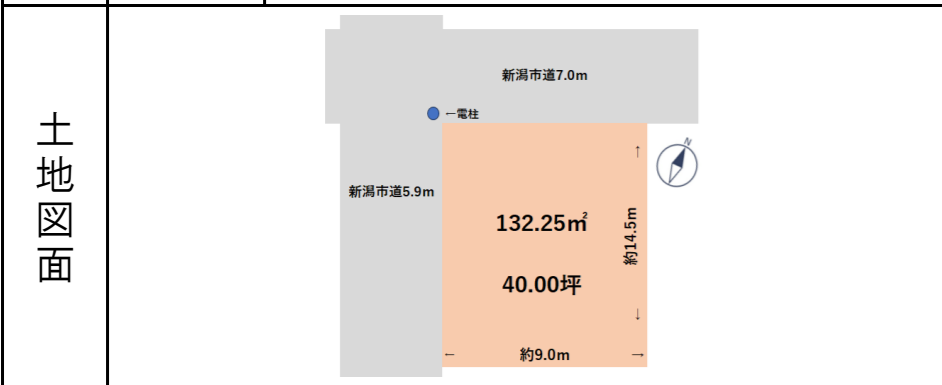 土地図面
新潟市道7.0m
←電柱
N
新潟市道5.9m
132.25㎡
40.00坪
↑
約14.5m
↓
← 約9.0m →